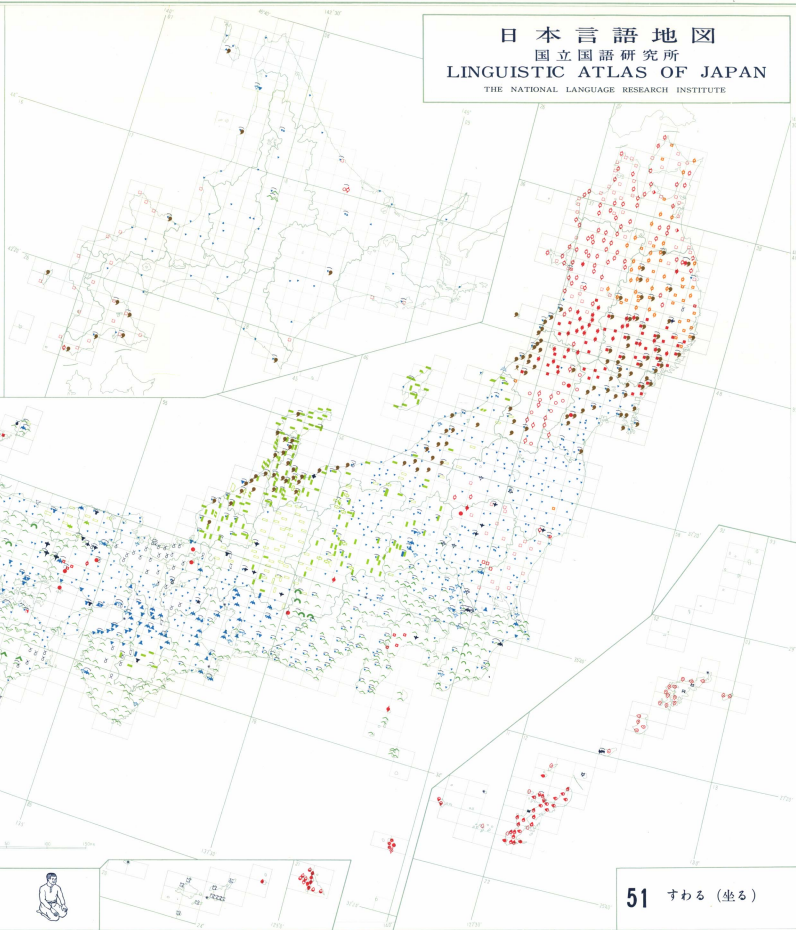 日本言語地図
国立国語研究所
LINGUISTIC ATLAS OF JAPAN
THE NATIONAL LANGUAGE RESEARCH INSTITUTE
51 すわる（坐る）